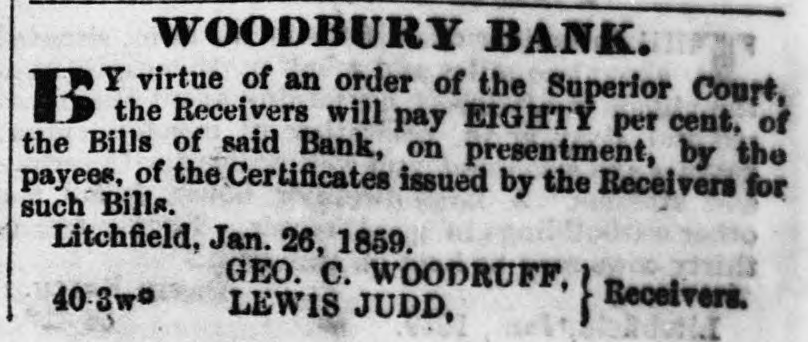 WOODBURY BANK.
BY virtue of an order of the Superior Court,
the Receivers will pay EIGHTY per cent. of
the Bills of said Bank, on presentment, by the
payees, of the Certificates issued by the Receivers for
such Bills.
Litchfield, Jan. 26, 1859.
GEO. C. WOODRUFF, } Receivers.
40-3w* LEWIS JUDD,